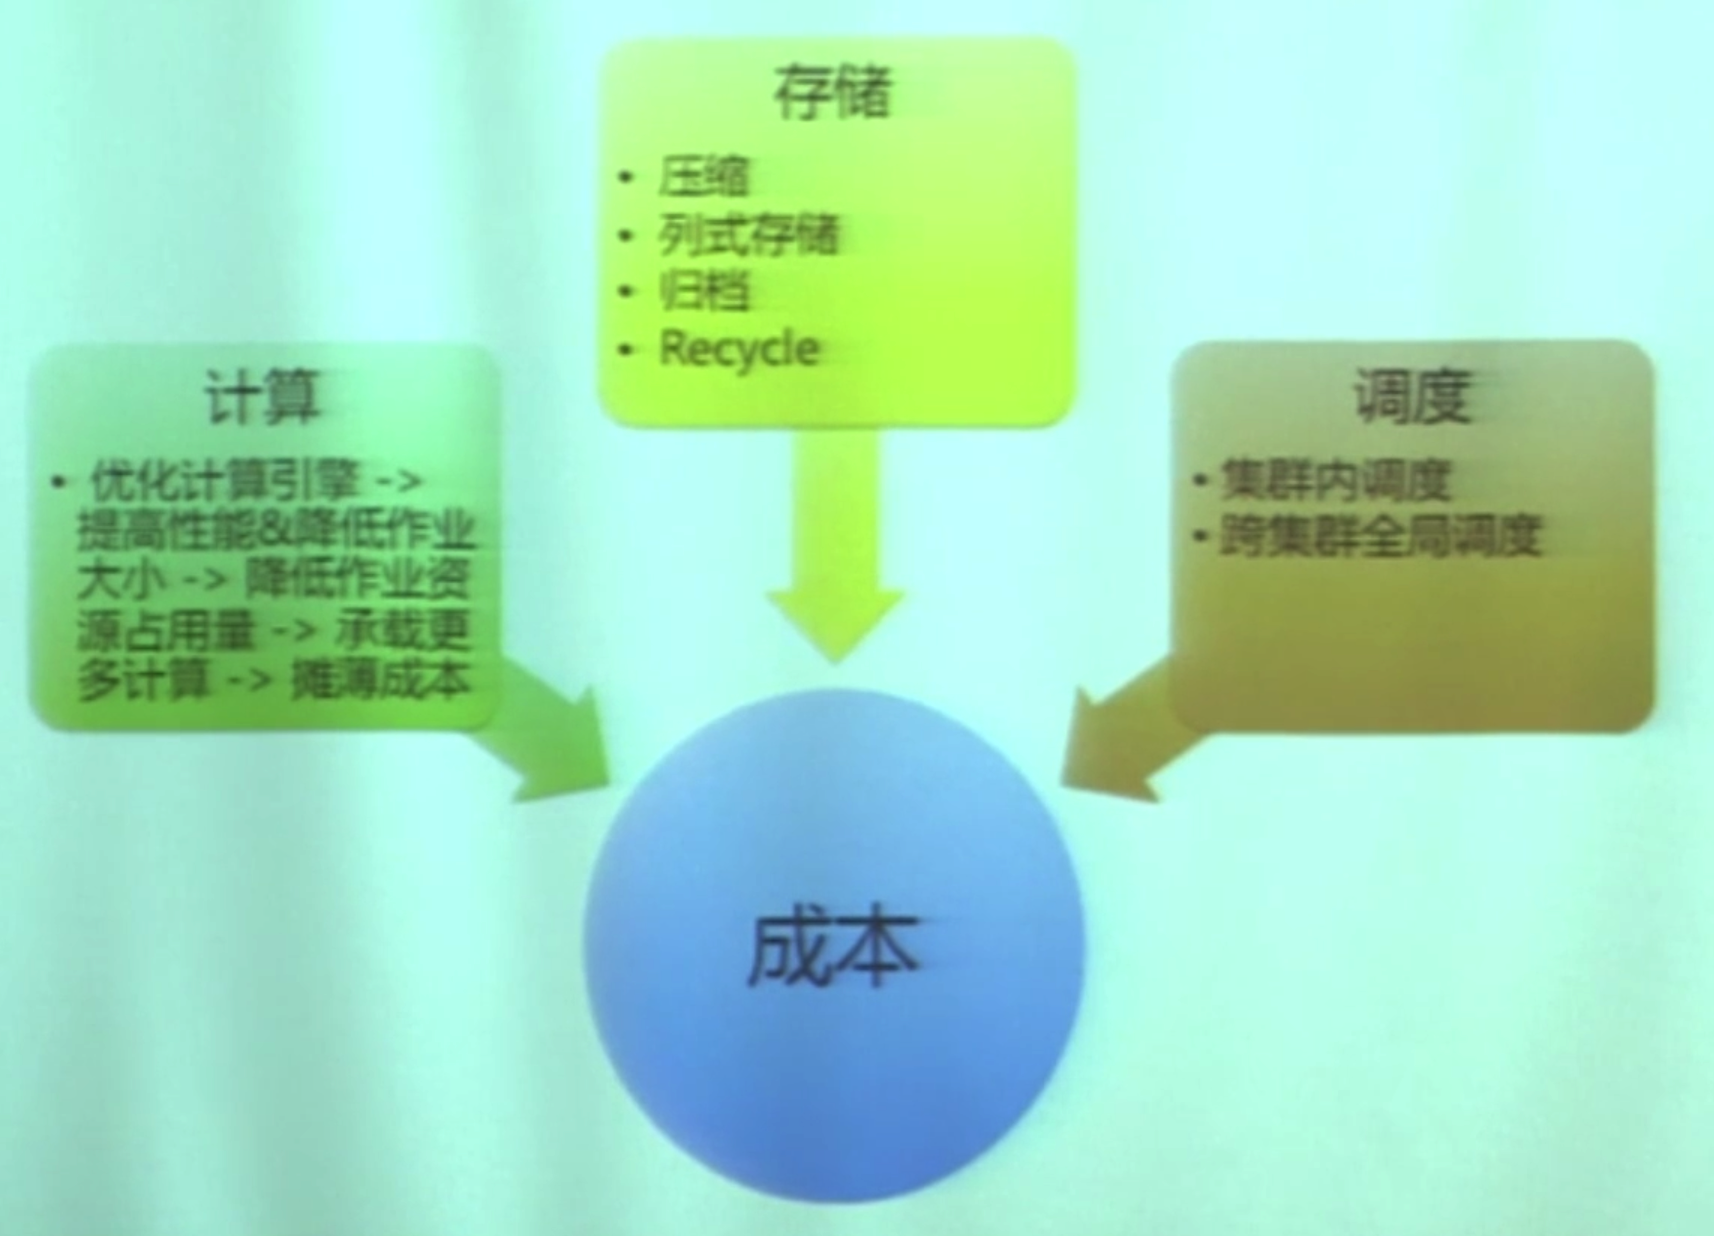 存储
• 压缩
• 列式存储
• 归档
• Recycle
计算
• 优化计算引擎 ->
提高性能&降低作业
大小 -> 降低作业资
源占用量 -> 承载更
多计算 -> 摊薄成本
调度
• 集群内调度
• 跨集群全局调度
成本